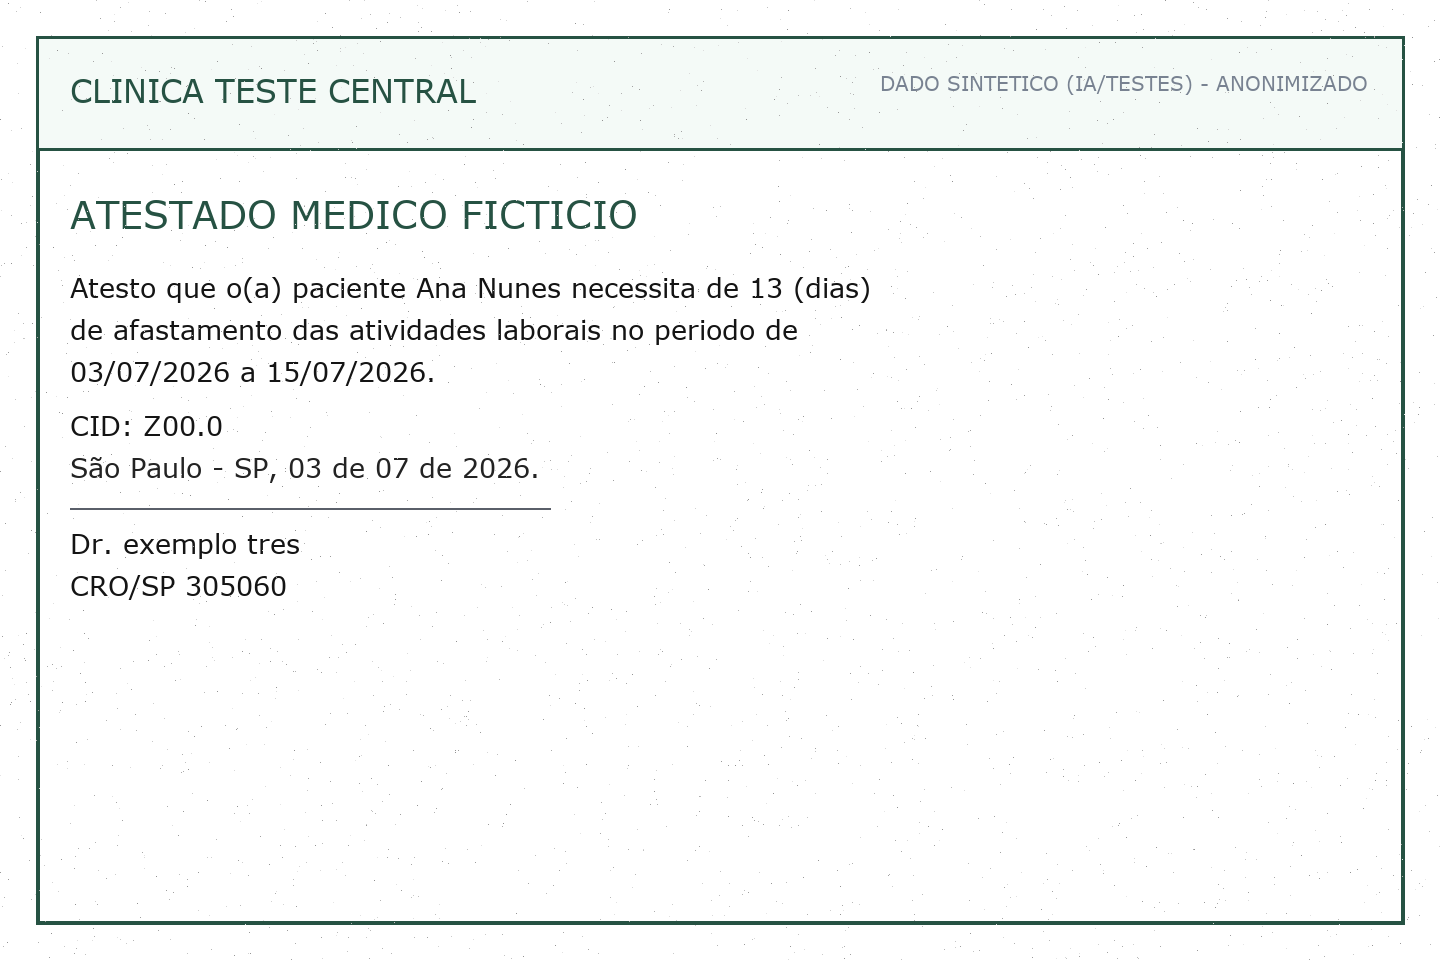 CLINICA TESTE CENTRAL
DADO SINTETICO (IA/TESTES) - ANONIMIZADO
ATESTADO MEDICO FICTICIO
Atesto que o(a) paciente Ana Nunes necessita de 13 (dias)
de afastamento das atividades laborais no periodo de
03/07/2026 a 15/07/2026.
CID: Z00.0
São Paulo - SP, 03 de 07 de 2026.
Dr. exemplo tres
CRO/SP 305060